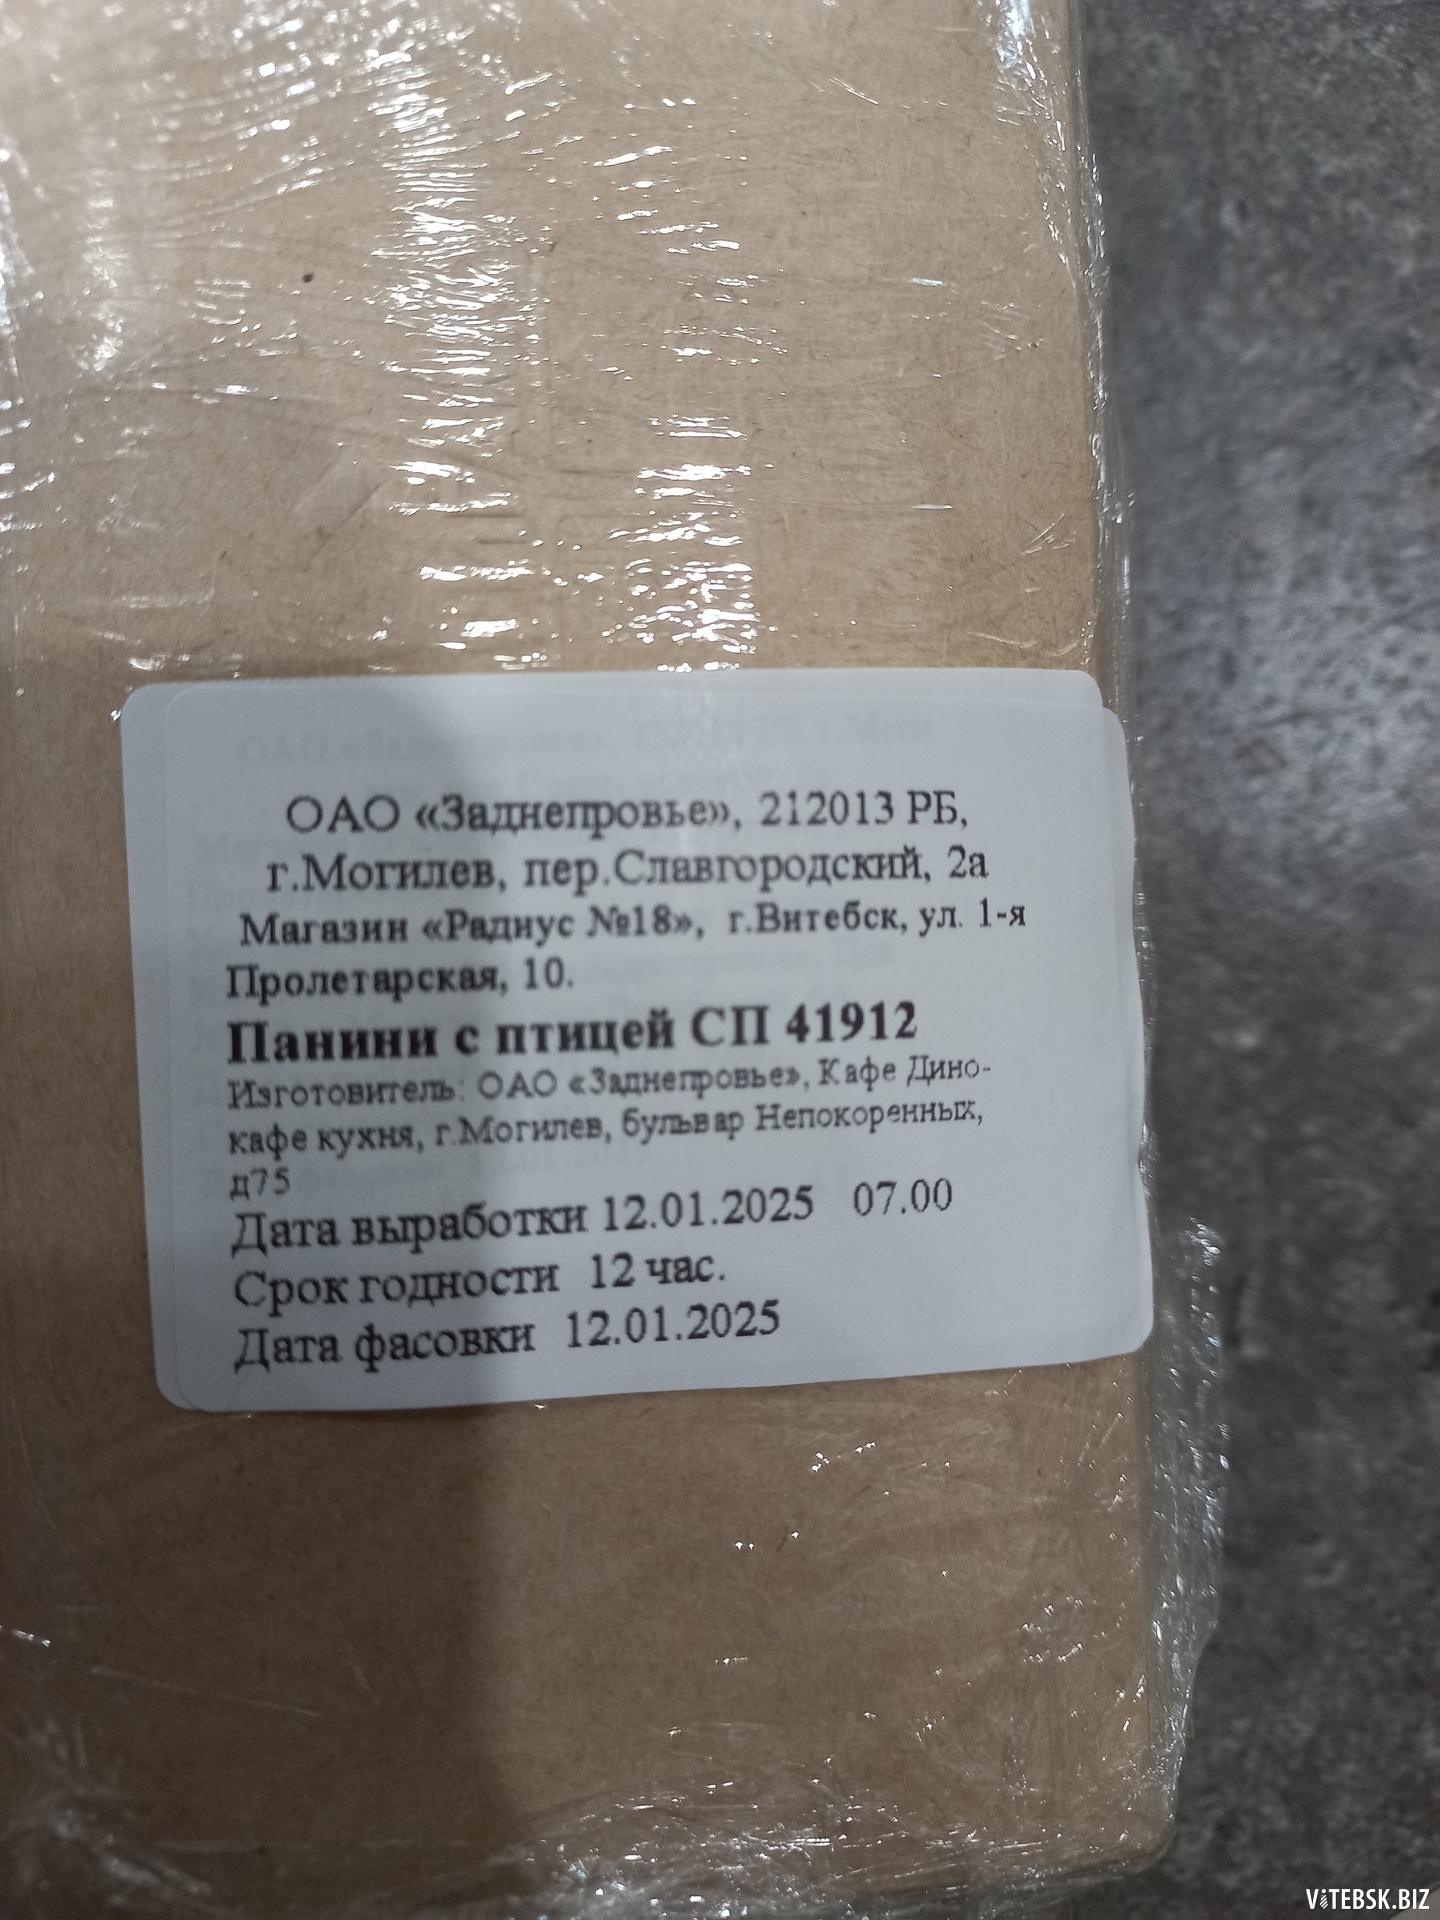 ОАО «Заднепровье», 212013 РБ,
г.Могилев, пер.Славгородский, 2а
Магазин «Радиус №18», г.Витебск, ул. 1-я
Пролетарская, 10.
Панини с птицей СП 41912
Изготовитель: ОАО «Заднепровье», Кафе Дино-
кафе кухня, г.Могилев, бульвар Непокоренных,
д75
Дата выработки 12.01.2025 07.00
Срок годности 12 час.
Дата фасовки 12.01.2025
VITEBSK.BIZ